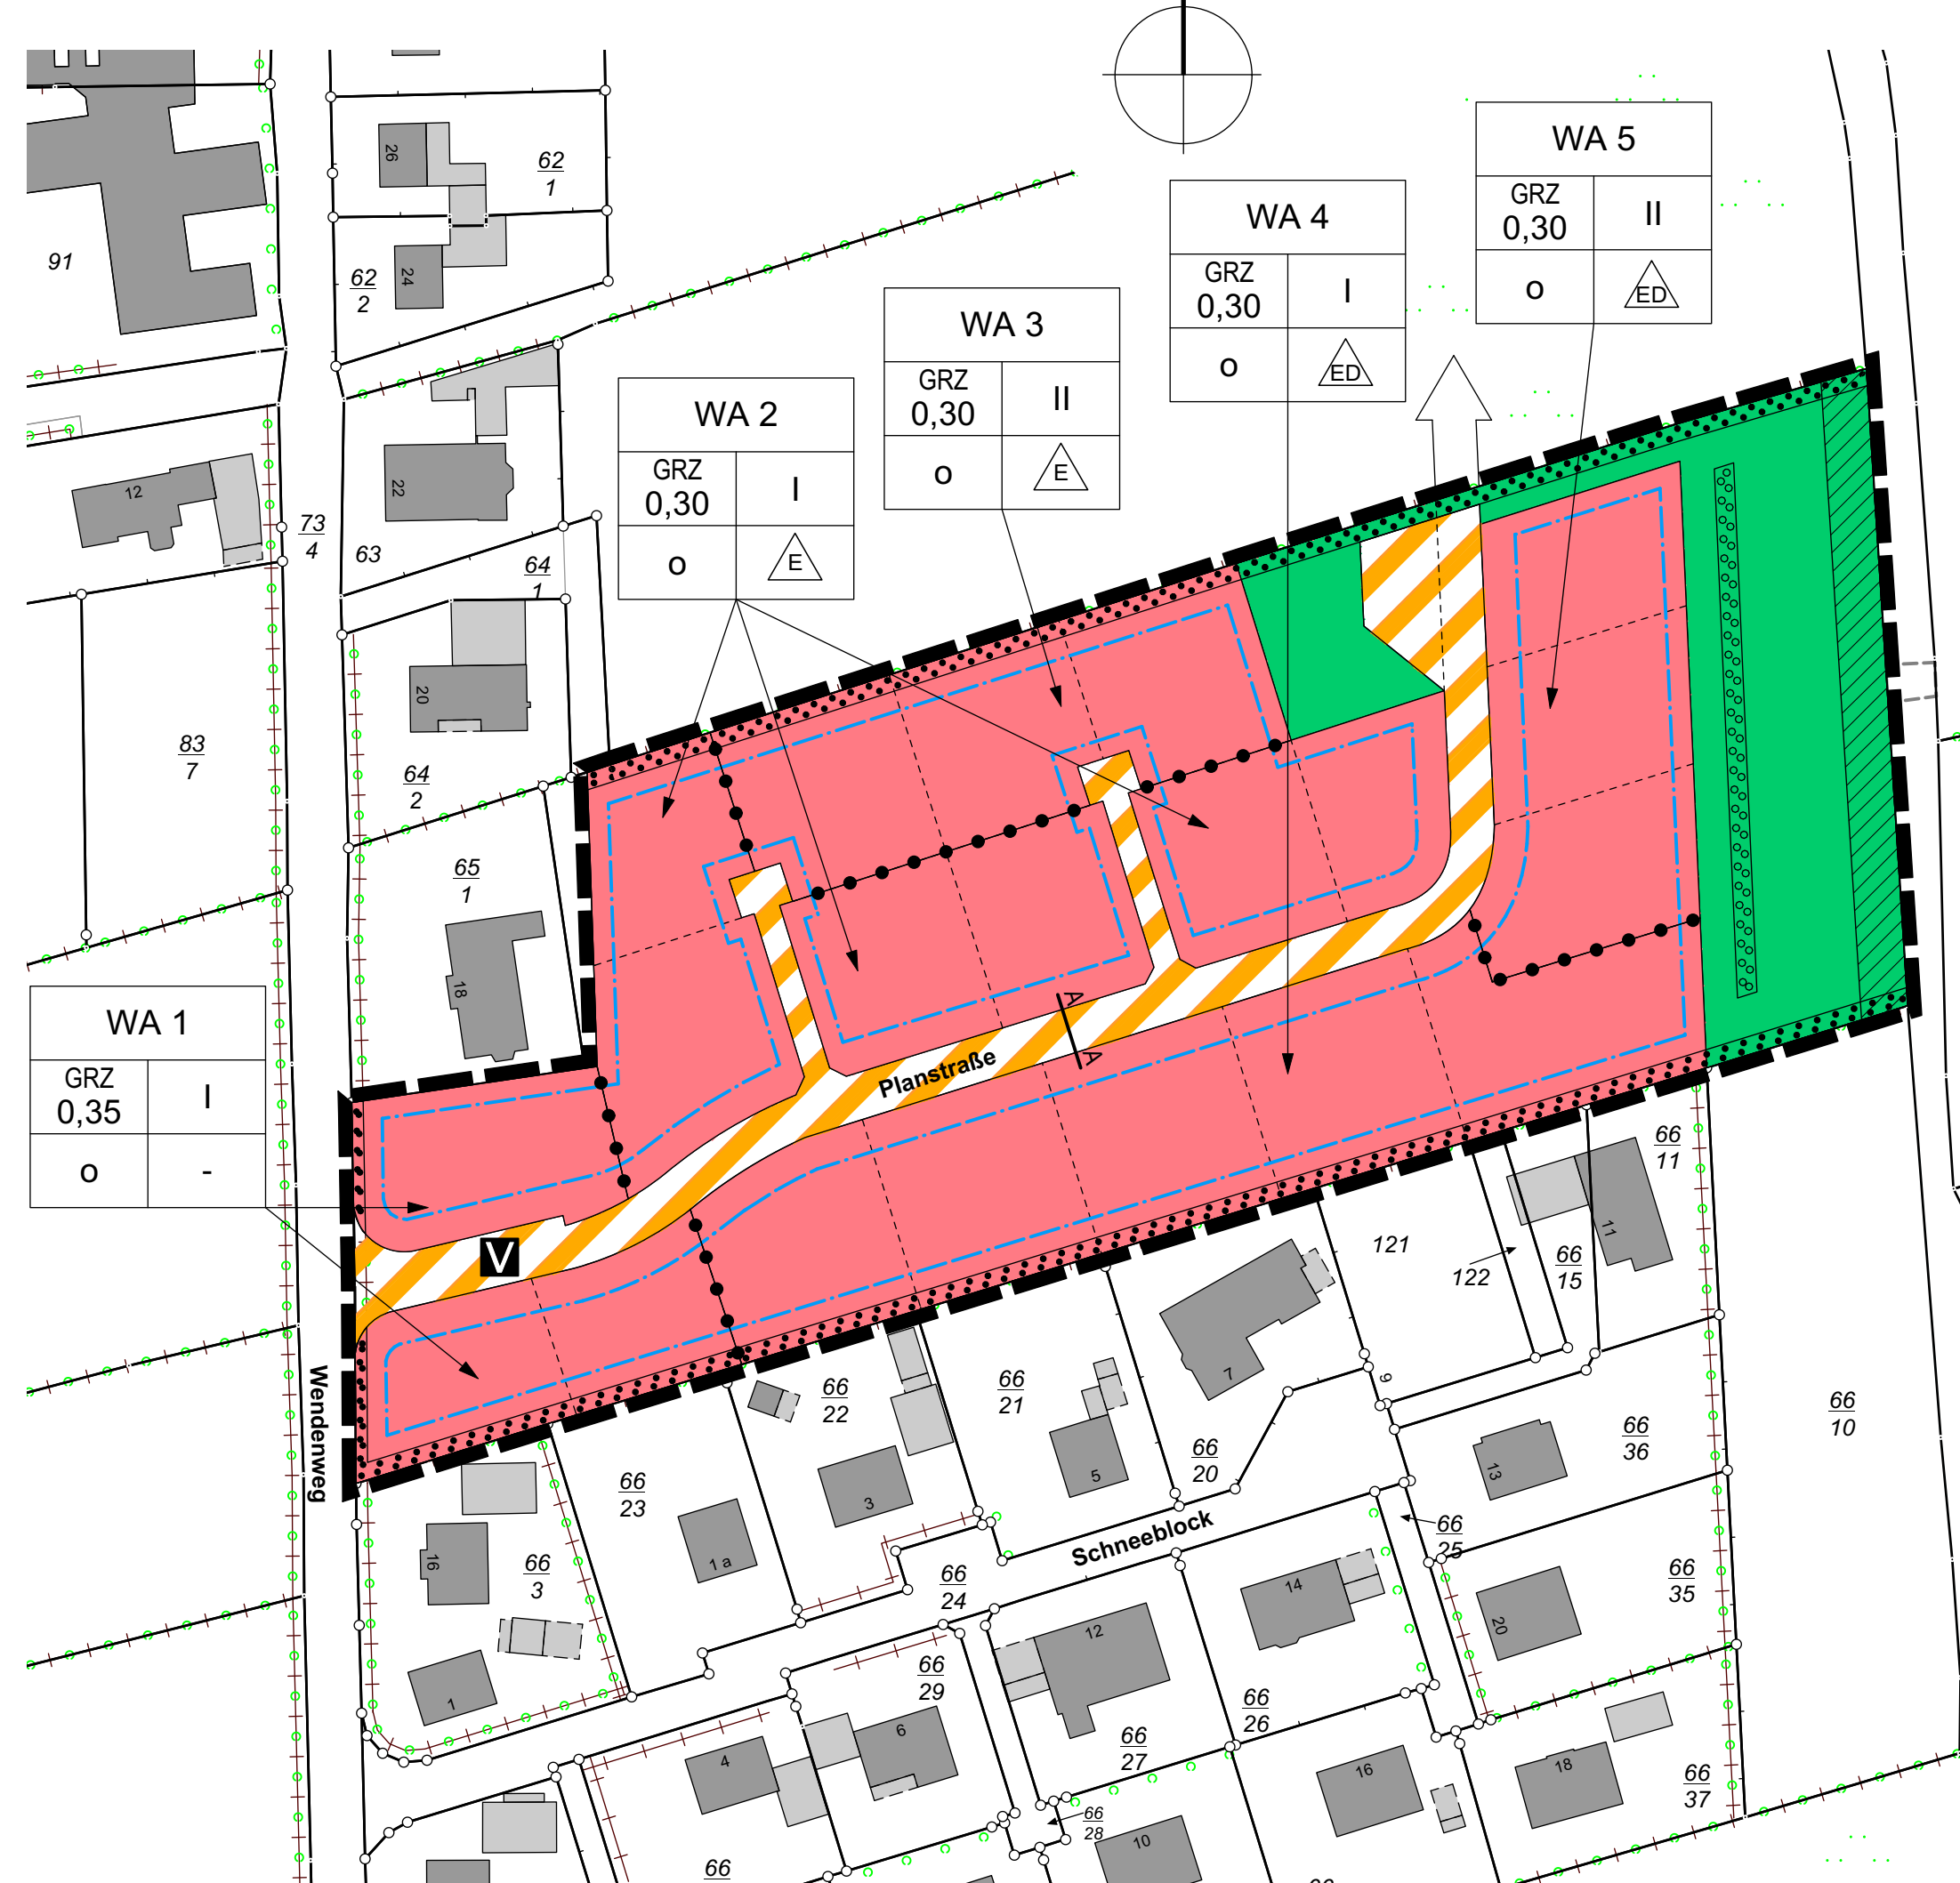 WA 5
GRZ
0,30
II
o
ED
WA 4
GRZ
0,30
I
o
ED
WA 3
GRZ
0,30
II
o
E
WA 2
GRZ
0,30
I
o
E
WA 1
GRZ
0,35
I
o
-
26
62
1
91
24
62
2
12
22
73
4
63
64
1
20
83
7
64
2
65
1
18
A
A
Planstraße
V
Wendenweg
66
11
11
121
122
66
15
9
7
66
22
66
21
66
20
5
3
66
23
1 a
66
36
13
66
10
Schneeblock
66
25
16
66
3
66
24
14
66
35
20
12
66
29
1
66
26
6
66
27
4
16
18
66
37
66
28
10
66